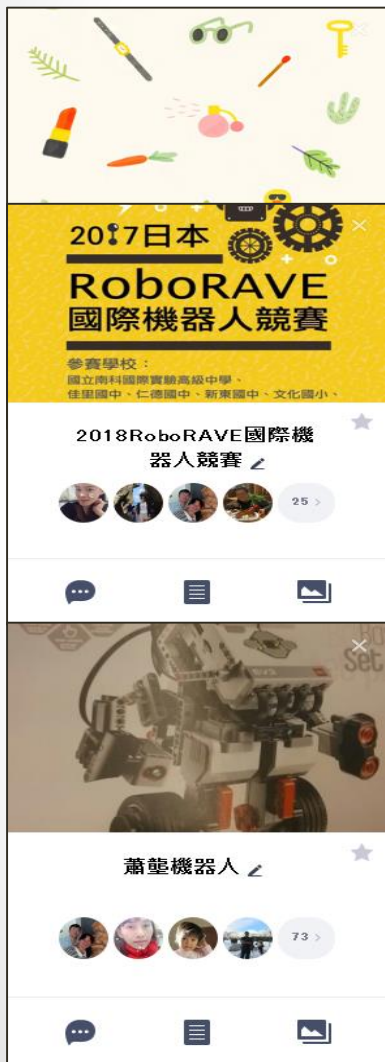 2017日本
RoboRAVE
國際機器人競賽
參賽學校：
國立南科國際實驗高級中學、
佳里國中、仁德國中、新東國中、文化國小、
2018RoboRAVE國際機
器人競賽
25 >
Set
蕭壟機器人
73 >